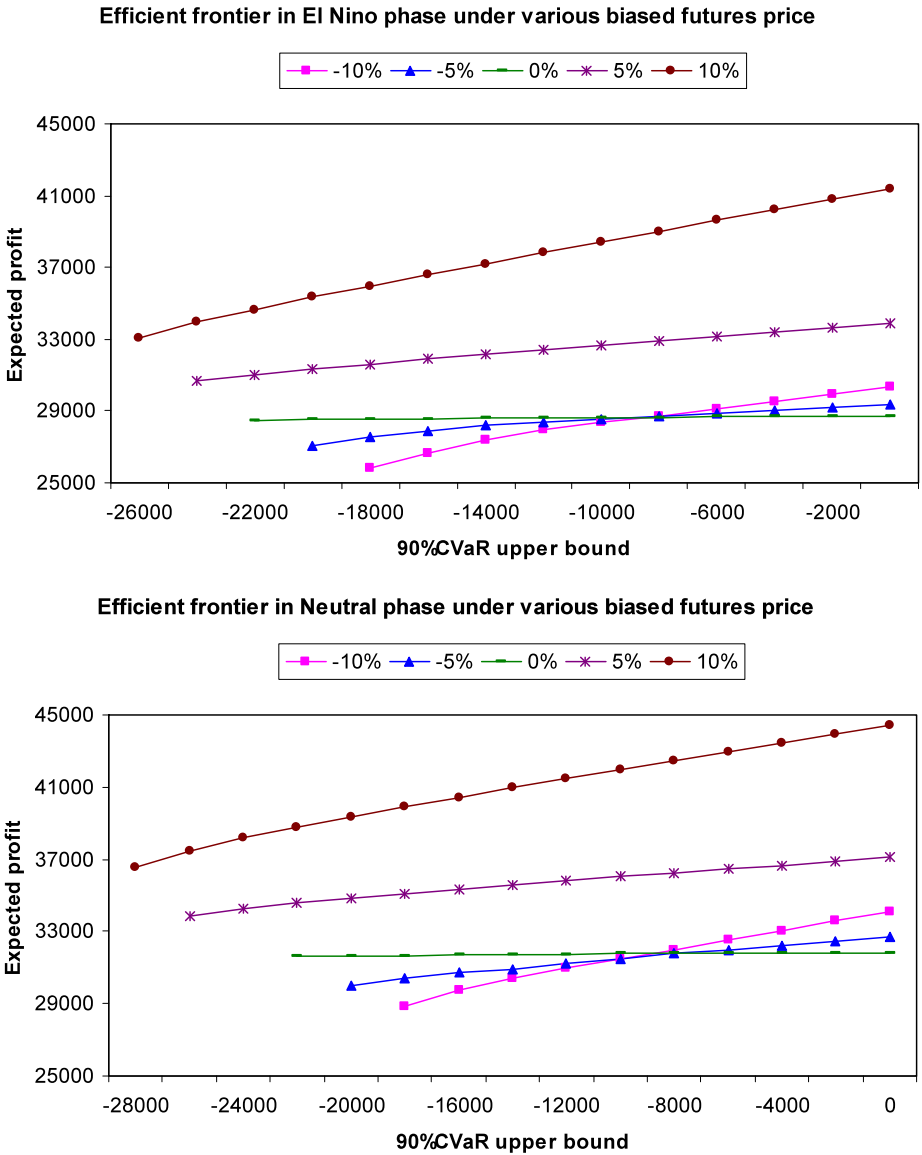 Efficient frontier in El Nino phase under various biased futures price
-10% -5% 0% 5% 10%
45000
41000
37000
33000
29000
25000
Expected profit
-26000 -22000 -18000 -14000 -10000 -6000 -2000
90%CVaR upper bound
Efficient frontier in Neutral phase under various biased futures price
-10% -5% 0% 5% 10%
45000
41000
37000
33000
29000
25000
Expected profit
-28000 -24000 -20000 -16000 -12000 -8000 -4000 0
90%CVaR upper bound